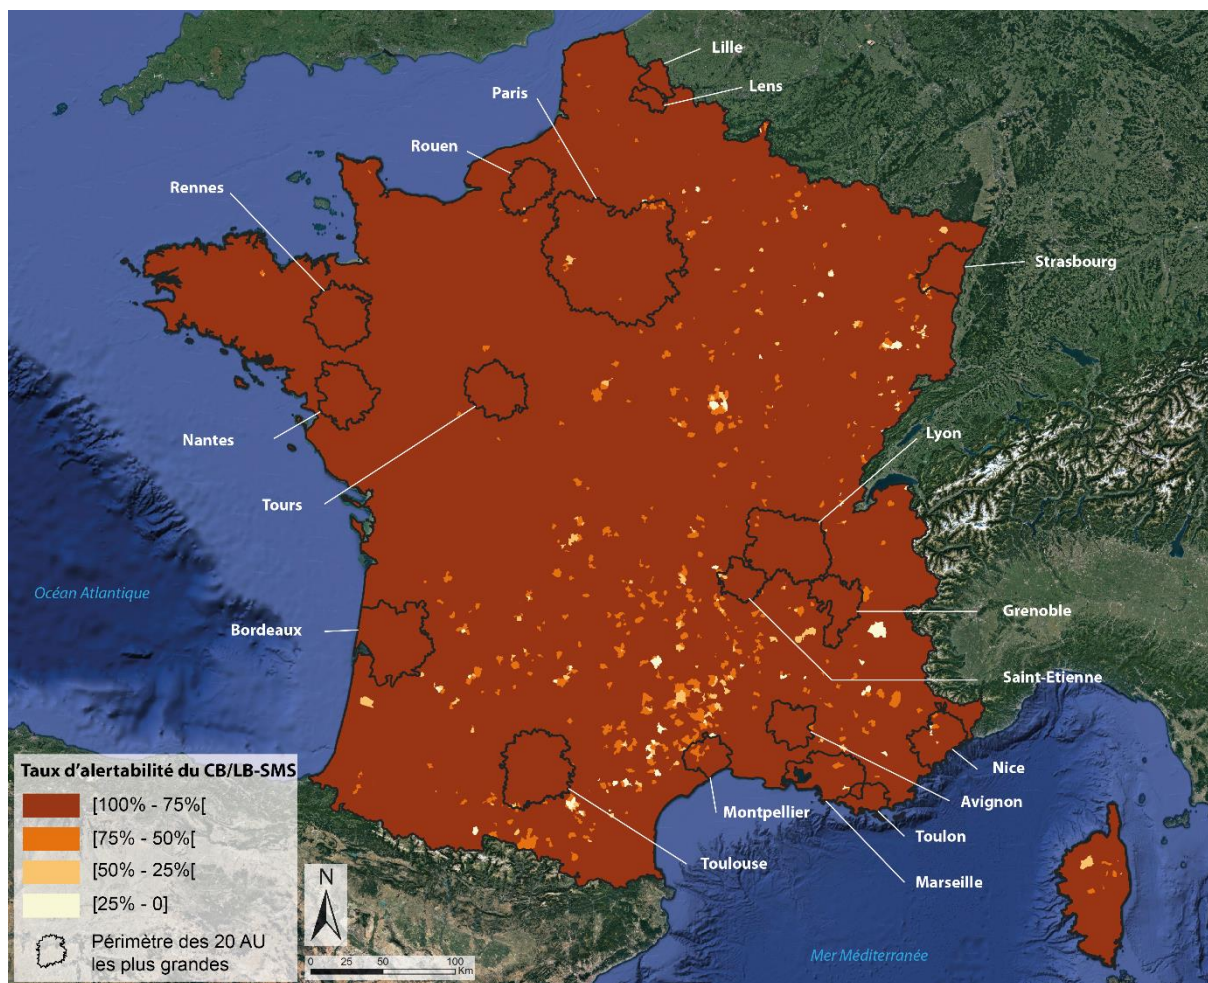 Lille
Lens
Paris
Rouen
Rennes
Strasbourg
Nantes
Lyon
Tours
Océan Atlantique
Bordeaux
Grenoble
Saint-Etienne
Taux d'alertabilité du CB/LB-SMS
[100% - 75%[
[75% - 50%[
[50% - 25%[
[25% - 0]
Périmètre des 20 AU
les plus grandes
N
0 25 50 100
Km
Nice
Avignon
Montpellier
Toulon
Toulouse
Marseille
Mer Méditerranée